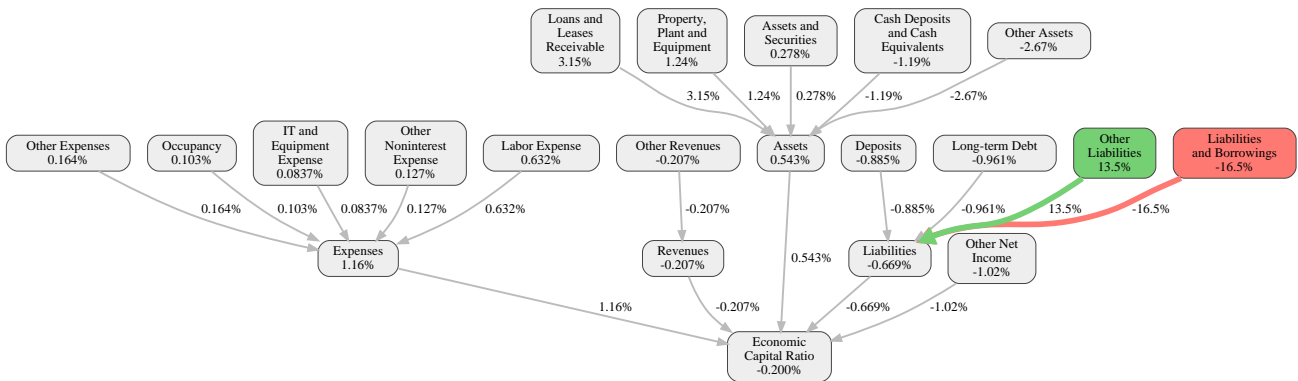 Loans and
Leases
Receivable
3.15%
Property,
Plant and
Equipment
1.24%
Assets and
Securities
0.278%
Cash Deposits
and Cash
Equivalents
-1.19%
Other Assets
-2.67%
3.15%
1.24%
0.278%
-1.19%
-2.67%
Other Expenses
0.164%
Occupancy
0.103%
IT and
Equipment
Expense
0.0837%
Other
Noninterest
Expense
0.127%
Labor Expense
0.632%
Other Revenues
-0.207%
Assets
0.543%
Deposits
-0.885%
Long-term Debt
-0.961%
Other
Liabilities
13.5%
Liabilities
and Borrowings
-16.5%
0.164%
0.103%
0.0837%
0.127%
0.632%
-0.207%
-0.885%
-0.961%
13.5%
-16.5%
Expenses
1.16%
Revenues
-0.207%
0.543%
Liabilities
-0.669%
Other Net
Income
-1.02%
1.16%
-0.207%
-0.669%
-1.02%
Economic
Capital Ratio
-0.200%